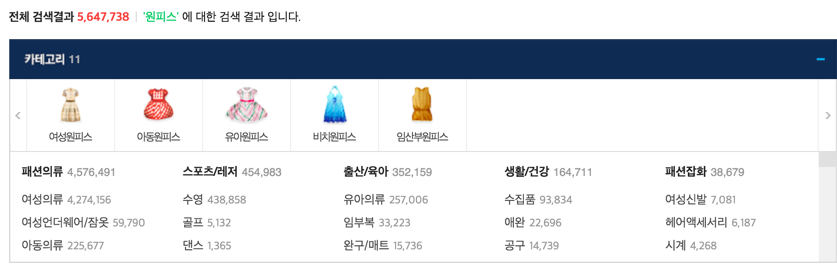 전체 검색결과 5,647,738 '원피스' 에 대한 검색 결과 입니다.
카테고리 11
여성원피스 아동원피스 유아원피스 비치원피스 임산부원피스
패션의류 4,576,491 스포츠/레저 454,983 출산/육아 352,159 생활/건강 164,711 패션잡화 38,679
여성의류 4,274,156 수영 438,858 유아의류 257,006 수집품 93,834 여성신발 7,081
여성언더웨어/잠옷 59,790 골프 5,132 임부복 33,223 애완 22,696 헤어액세서리 6,187
아동의류 225,677 댄스 1,365 완구/매트 15,736 공구 14,739 시계 4,268